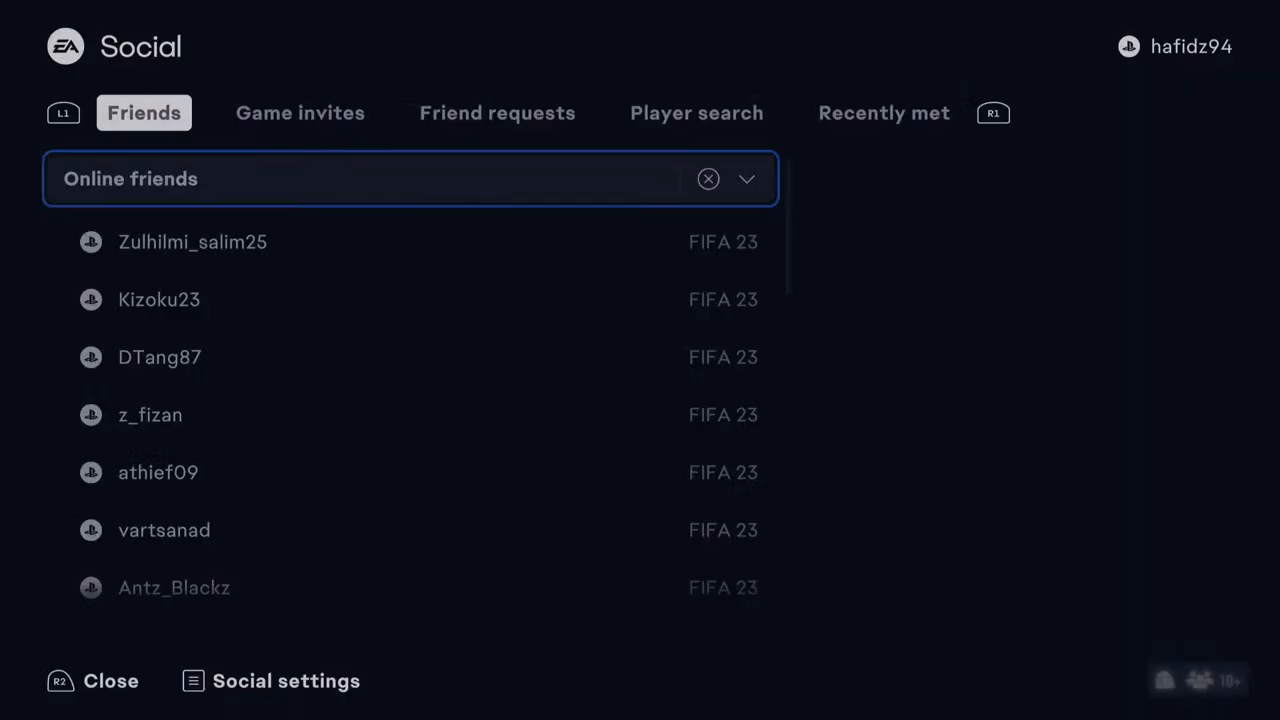 EA Social
hafidz94
L1 Friends Game invites Friend requests Player search Recently met R1
Online friends
Zulhilmi_salim25 FIFA 23
Kizoku23 FIFA 23
DTang87 FIFA 23
z_fizan FIFA 23
athief09 FIFA 23
vartsanad FIFA 23
Antz_Blackz FIFA 23
R2 Close Social settings
10+